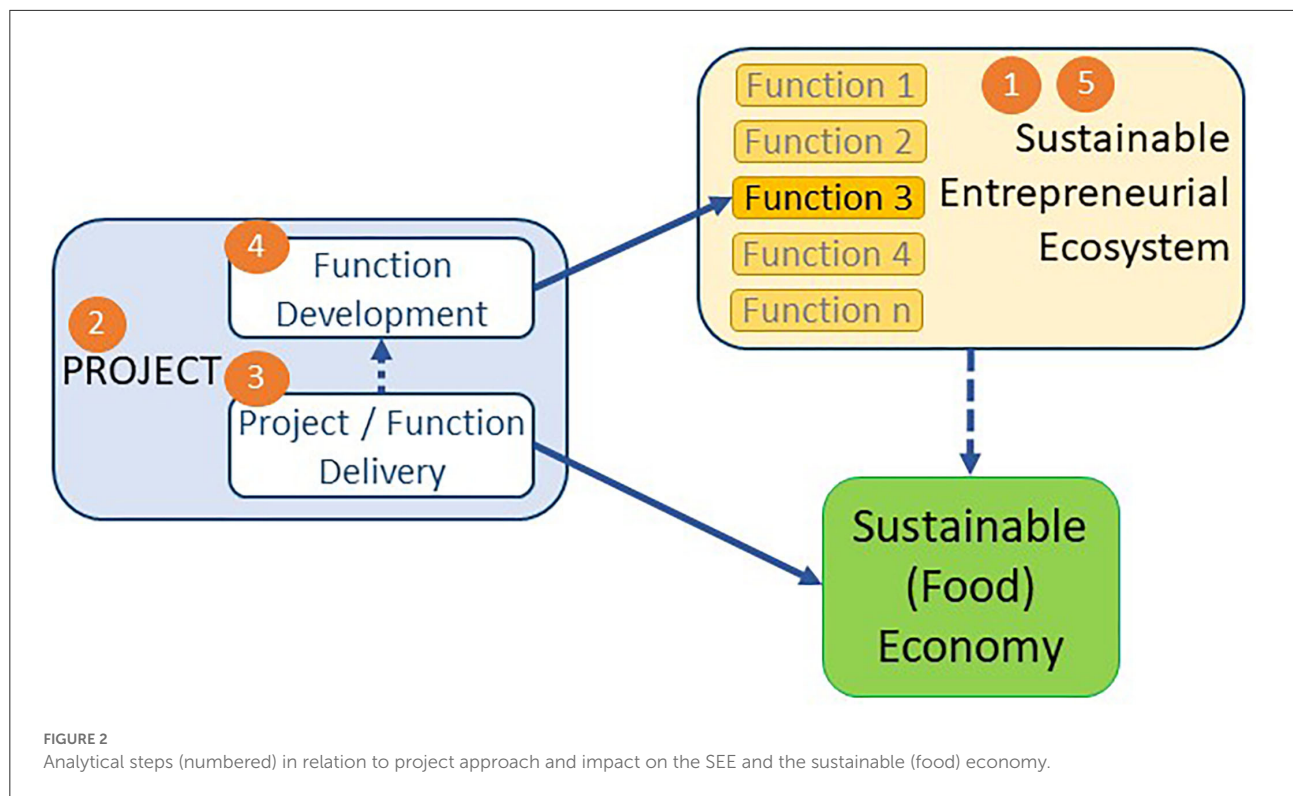 Function 1
Function 2
Function 3
Function 4
Function n
1
5
Sustainable
Entrepreneurial
Ecosystem
2
PROJECT
4
Function
Development
3
Project / Function
Delivery
Sustainable
(Food)
Economy
FIGURE 2
Analytical steps (numbered) in relation to project approach and impact on the SEE and the sustainable (food) economy.